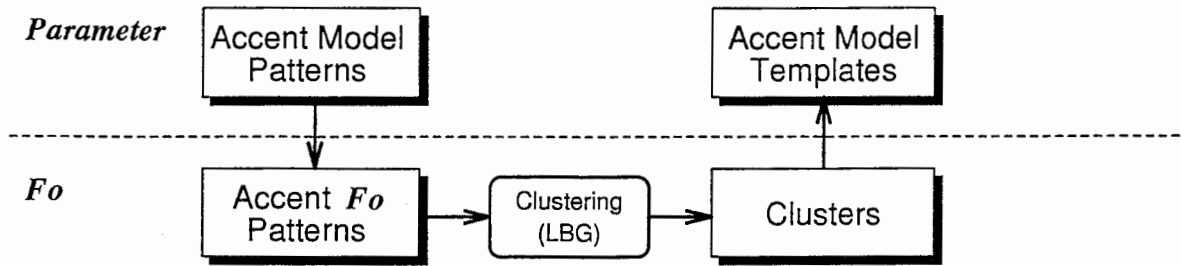 Parameter
Accent Model
Patterns
Accent Model
Templates
Fo
Accent Fo
Patterns
Clustering
(LBG)
Clusters